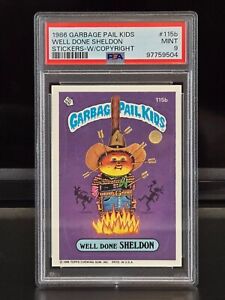 1986 GARBAGE PAIL KIDS #115b
WELL DONE SHELDON MINT
STICKERS-W/COPYRIGHT 9
PSA 97759504
115b
GARBAGE PAIL KIDS
WELL DONE SHELDON